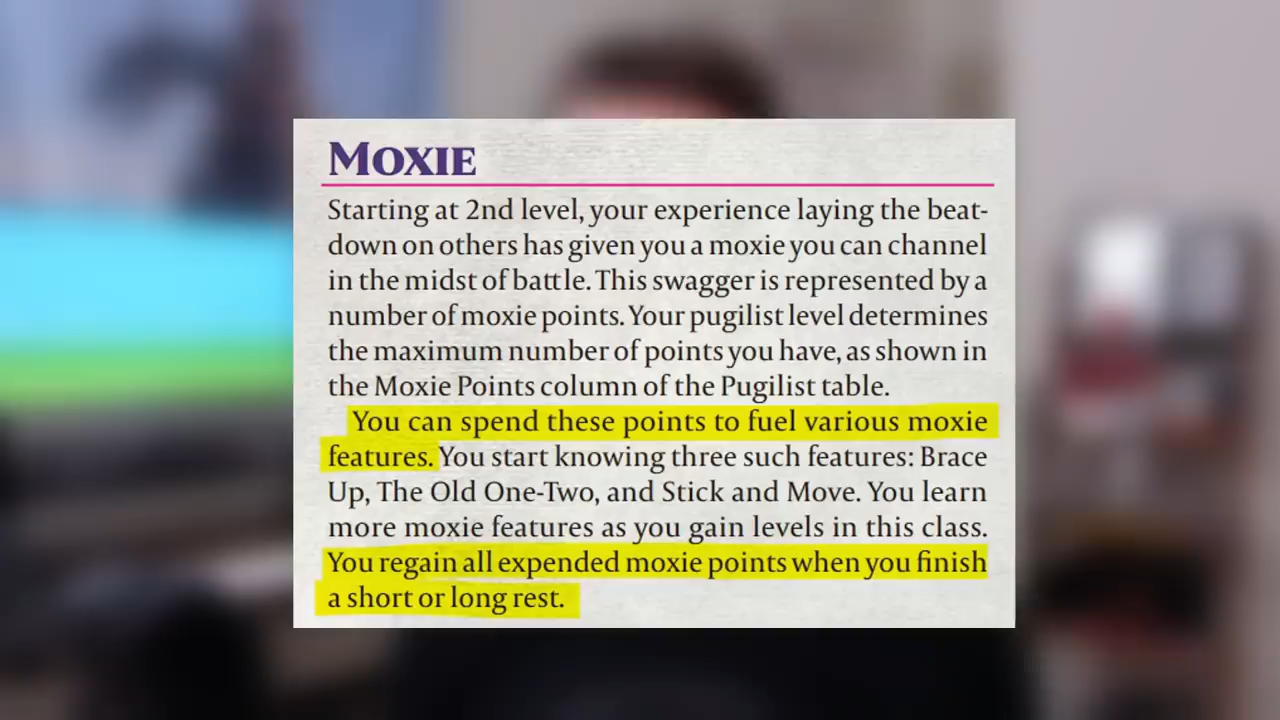 MOXIE
Starting at 2nd level, your experience laying the beat-
down on others has given you a moxie you can channel
in the midst of battle. This swagger is represented by a
number of moxie points. Your pugilist level determines
the maximum number of points you have, as shown in
the Moxie Points column of the Pugilist table.
You can spend these points to fuel various moxie
features. You start knowing three such features: Brace
Up, The Old One-Two, and Stick and Move. You learn
more moxie features as you gain levels in this class.
You regain all expended moxie points when you finish
a short or long rest.